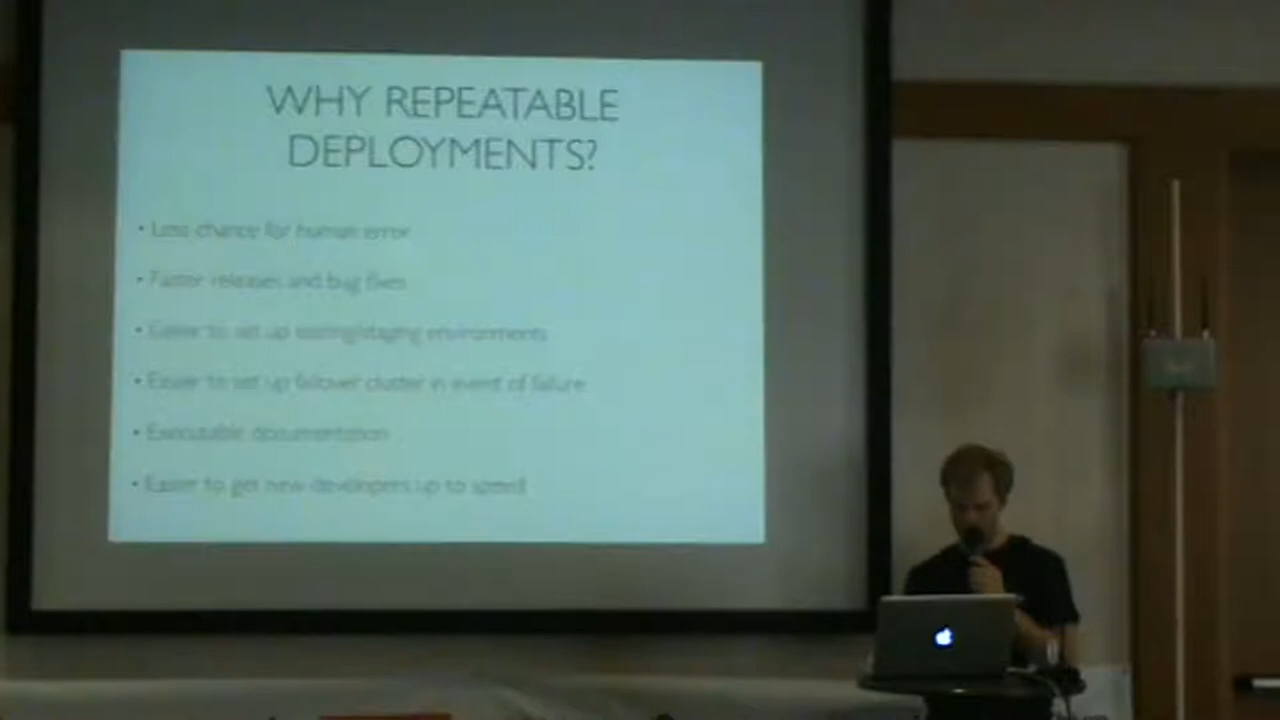 WHY REPEATABLE
DEPLOYMENTS?
• Less chance for human error
• Faster releases and bug fixes
• Easier to set up testing/staging environments
• Easier to set up failover cluster in event of failure
• Executable documentation
• Easier to get new developers up to speed